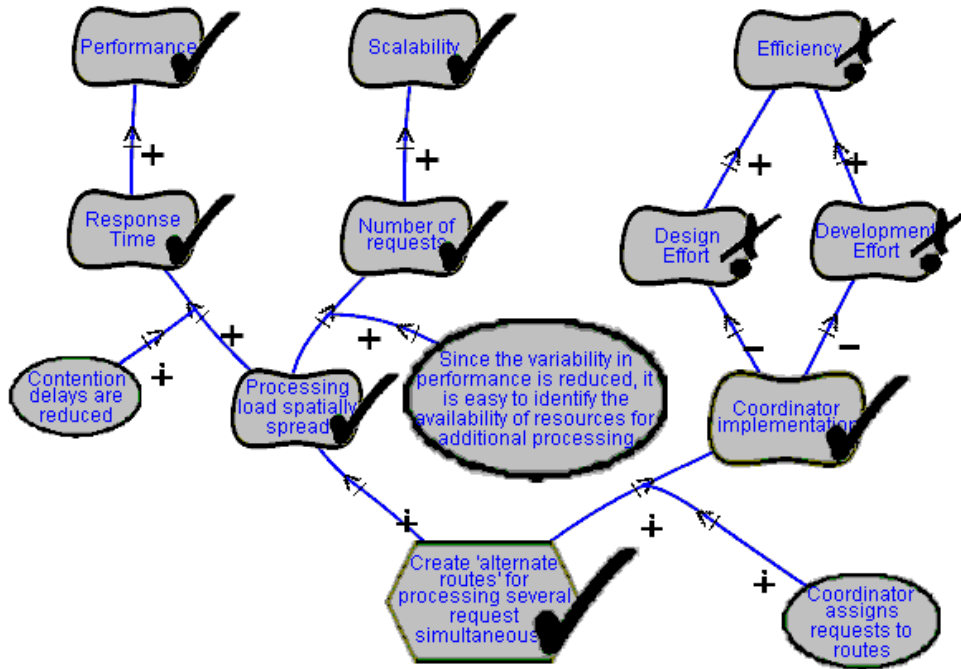 Performance
Scalability
Efficiency
+
+
+
+
Response
Time
Number of
requests
Design
Effort
Development
Effort
+
+
+
+
-
-
Contention
delays are
reduced
Processing
load spatially
spread
Since the variability in
performance is reduced, it
is easy to identify the
availability of resources for
additional processing
Coordinator
implementation
+
+
+
Create 'alternate
routes' for
processing several
request
Coordinator
assigns
requests to
routes